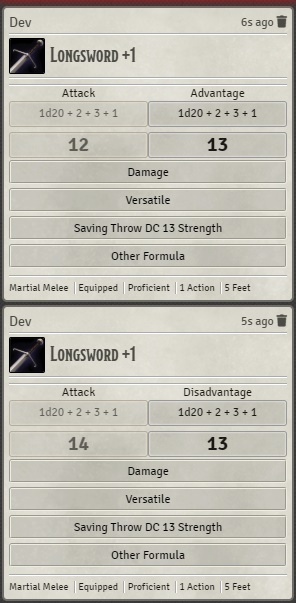 Dev 6s ago
Longsword +1
Attack Advantage
1d20 + 2 + 3 + 1 1d20 + 2 + 3 + 1
12 13
Damage
Versatile
Saving Throw DC 13 Strength
Other Formula
Martial Melee Equipped Proficient 1 Action 5 Feet
Dev 5s ago
Longsword +1
Attack Disadvantage
1d20 + 2 + 3 + 1 1d20 + 2 + 3 + 1
14 13
Damage
Versatile
Saving Throw DC 13 Strength
Other Formula
Martial Melee Equipped Proficient 1 Action 5 Feet